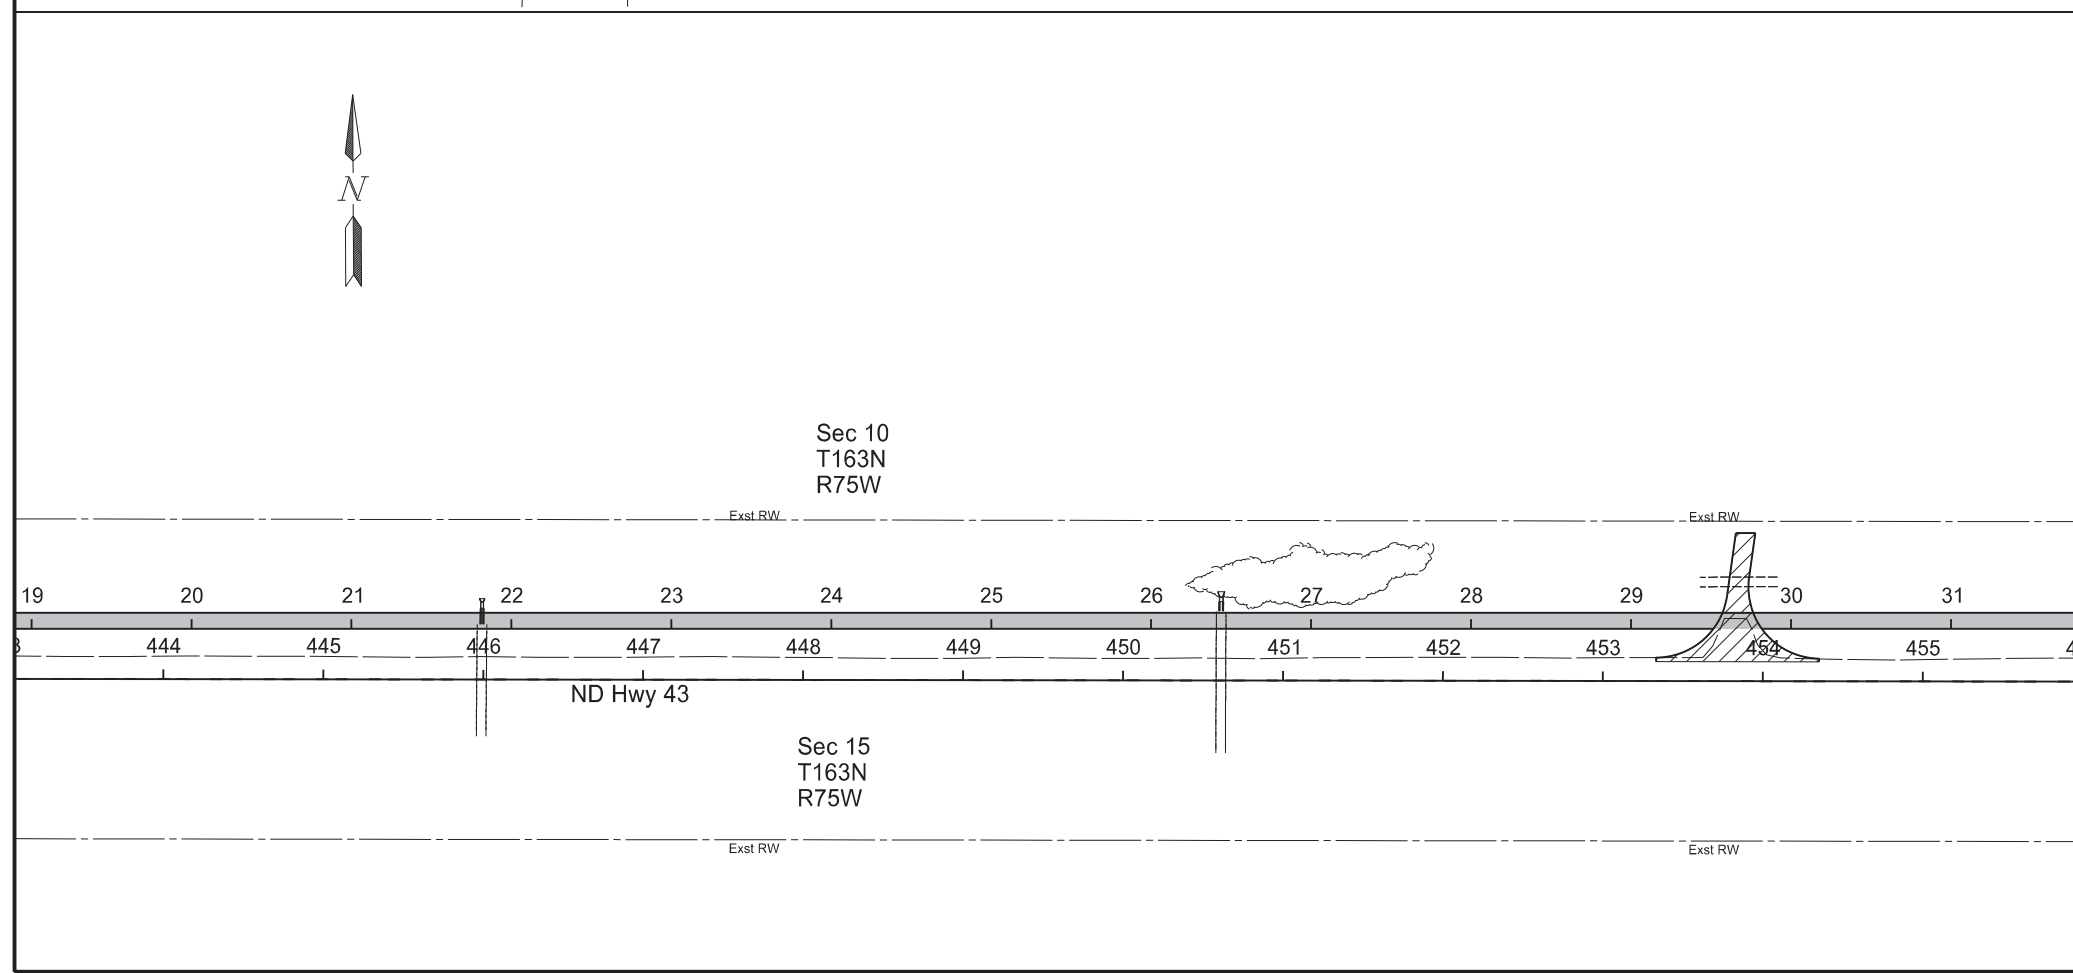 N
Sec 10
T163N
R75W
Exst RW Exst RW
19 20 21 22 23 24 25 26 27 28 29 30 31
444 445 446 447 448 449 450 451 452 453 454 455
ND Hwy 43
Sec 15
T163N
R75W
Exst RW Exst RW